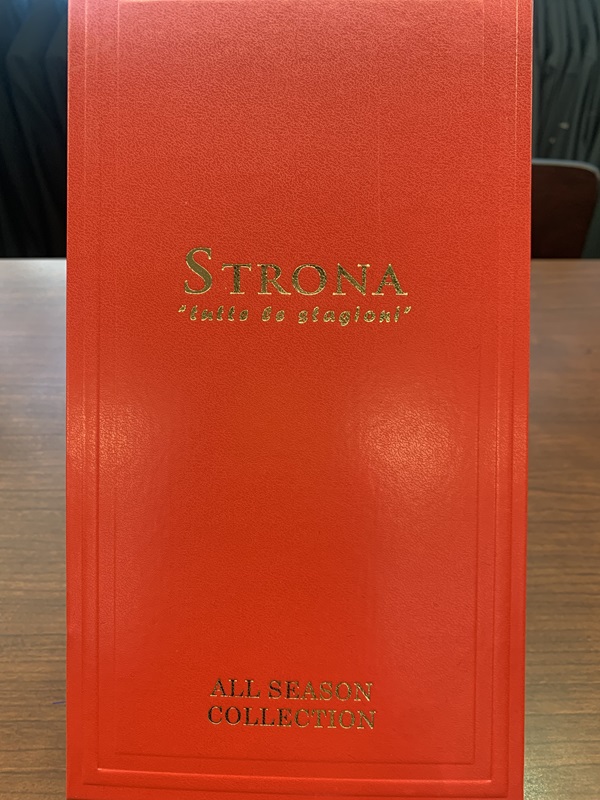 STRONA
"tutte le stagioni"
ALL SEASON
COLLECTION